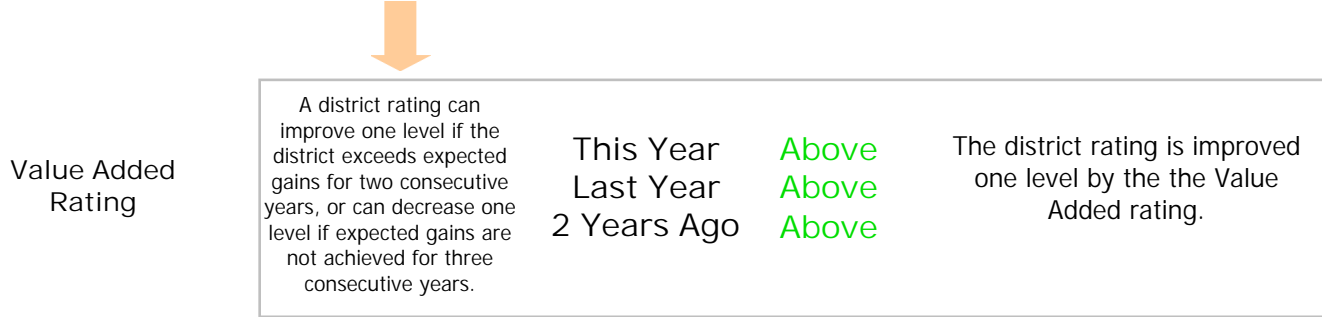 Value Added
Rating
A district rating can
improve one level if the
district exceeds expected
gains for two consecutive
years, or can decrease one
level if expected gains are
not achieved for three
consecutive years.
This Year Above
Last Year Above
2 Years Ago Above
The district rating is improved
one level by the the Value
Added rating.